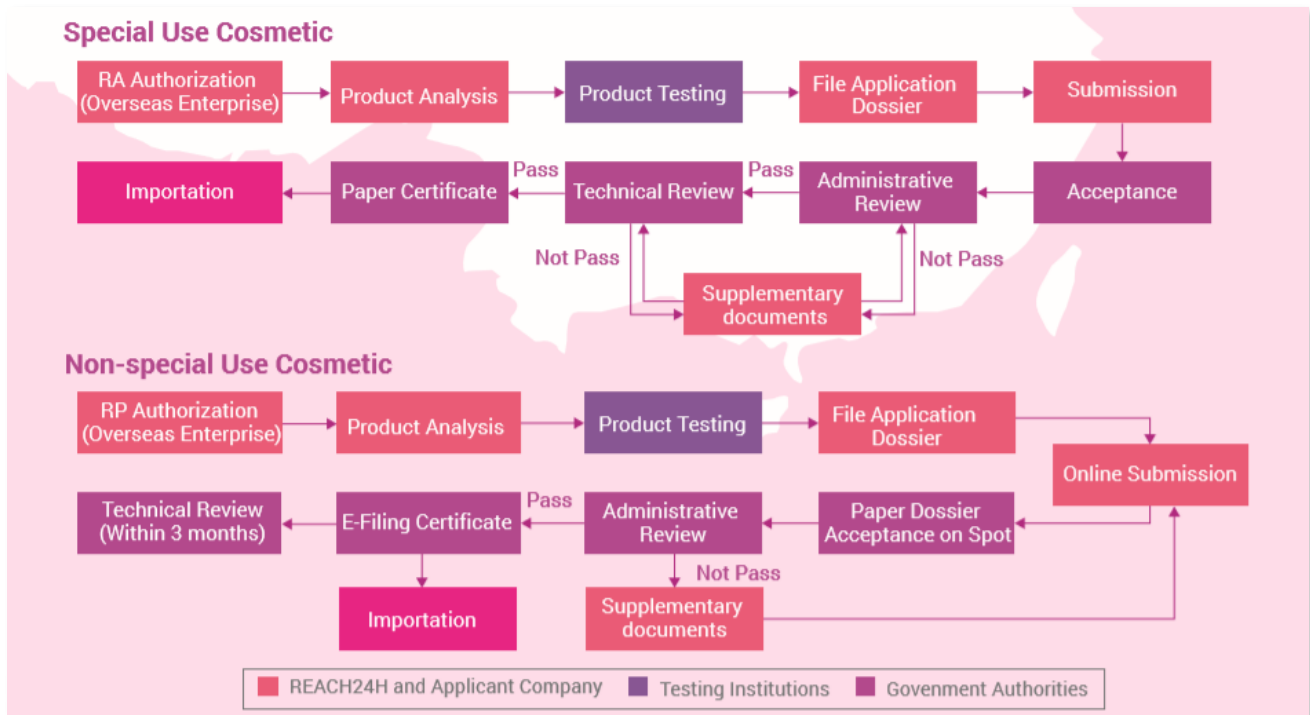 Special Use Cosmetic
RA Authorization
(Overseas Enterprise)
Product Analysis
Product Testing
File Application
Dossier
Submission
Importation
Paper Certificate
Pass
Technical Review
Pass
Administrative
Review
Acceptance
Not Pass
Not Pass
Supplementary
documents
Non-special Use Cosmetic
RP Authorization
(Overseas Enterprise)
Product Analysis
Product Testing
File Application
Dossier
Online Submission
Technical Review
(Within 3 months)
E-Filing Certificate
Pass
Administrative
Review
Paper Dossier
Acceptance on Spot
Not Pass
Importation
Supplementary
documents
REACH24H and Applicant Company
Testing Institutions
Govenment Authorities